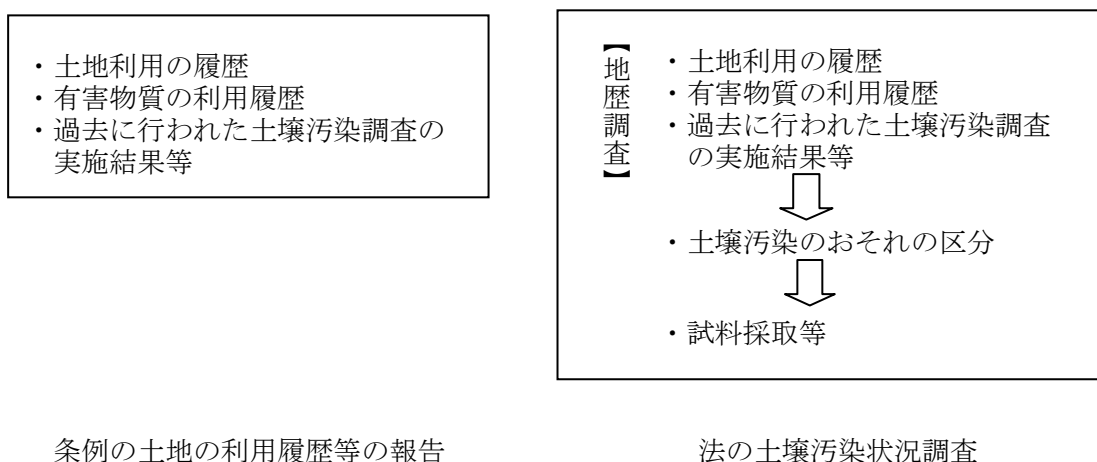 ・土地利用の履歴
・有害物質の利用履歴
・過去に行われた土壌汚染調査の
実施結果等
【地歴調査】
・土地利用の履歴
・有害物質の利用履歴
・過去に行われた土壌汚染調査
の実施結果等
・土壌汚染のおそれの区分
・試料採取等
条例の土地の利用履歴等の報告
法の土壌汚染状況調査